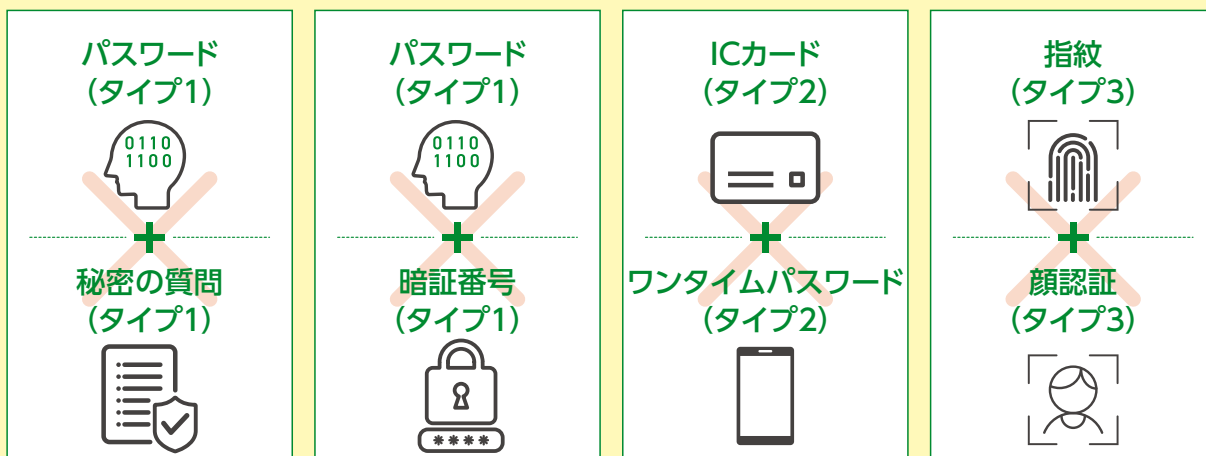 パスワード
(タイプ1)
0110
1100
秘密の質問
(タイプ1)
パスワード
(タイプ1)
0110
1100
暗証番号
(タイプ1)
****
ICカード
(タイプ2)
ワンタイムパスワード
(タイプ2)
指紋
(タイプ3)
顔認証
(タイプ3)